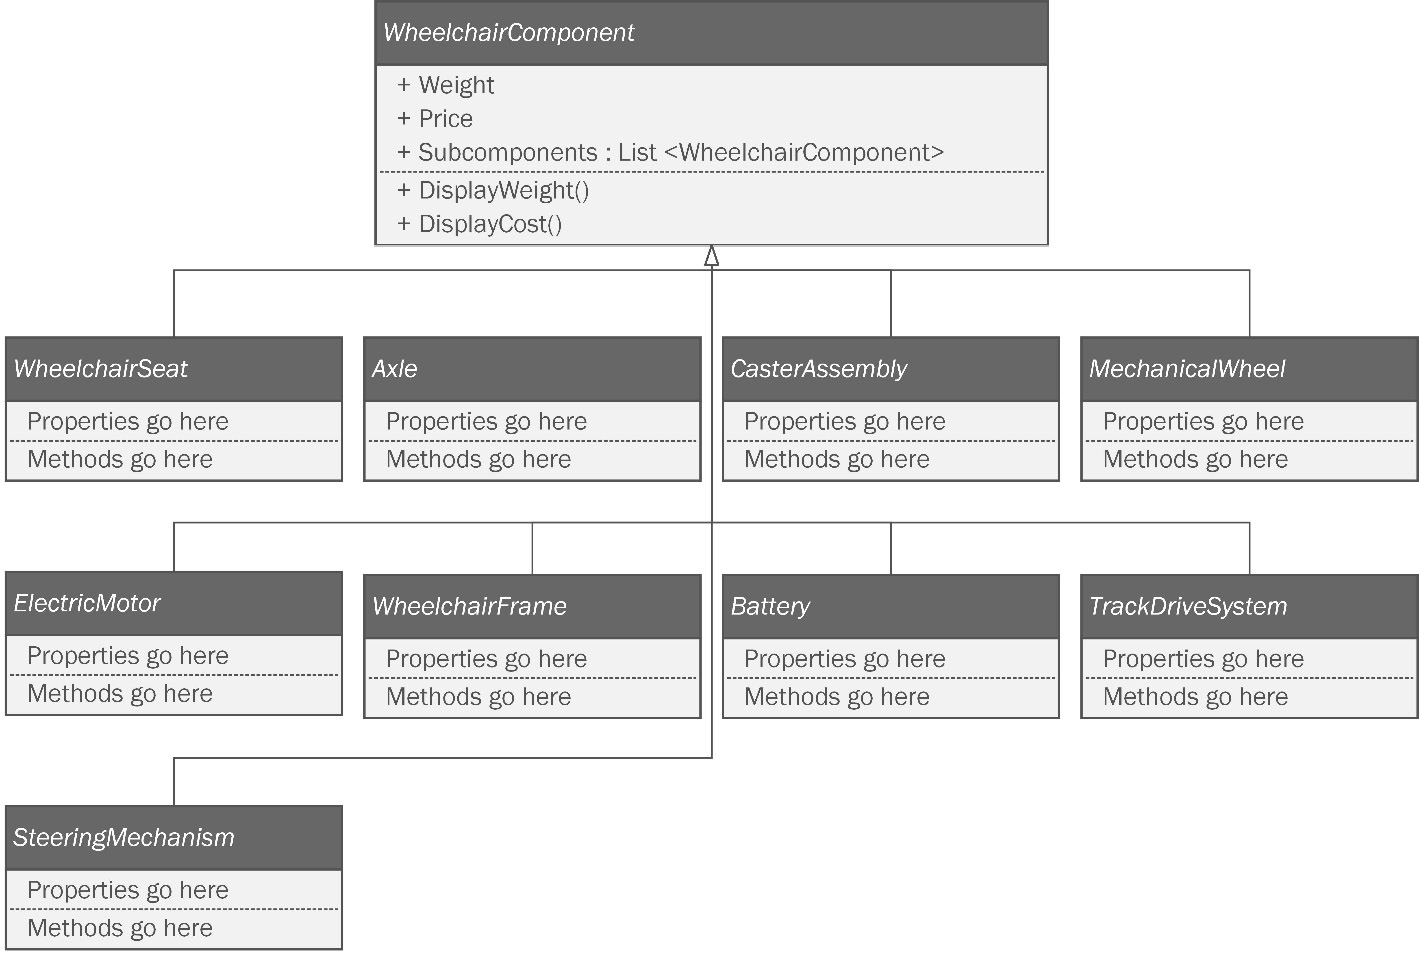 WheelchairComponent
+ Weight
+ Price
+ Subcomponents : List <WheelchairComponent>
+ DisplayWeight()
+ DisplayCost()
WheelchairSeat
Properties go here
Methods go here
Axle
Properties go here
Methods go here
CasterAssembly
Properties go here
Methods go here
MechanicalWheel
Properties go here
Methods go here
ElectricMotor
Properties go here
Methods go here
WheelchairFrame
Properties go here
Methods go here
Battery
Properties go here
Methods go here
TrackDriveSystem
Properties go here
Methods go here
SteeringMechanism
Properties go here
Methods go here